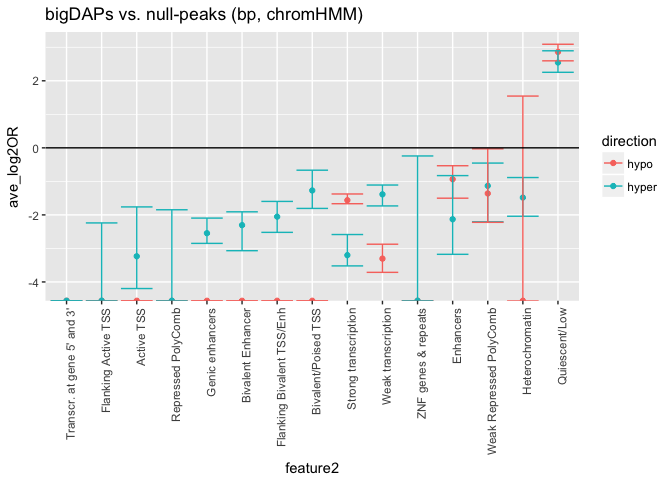 bigDAPs vs. null-peaks (bp, chromHMM)
ave_log2OR
2
0
-2
-4
Transcr. at gene 5' and 3'
Flanking Active TSS
Active TSS
Repressed PolyComb
Genic enhancers
Bivalent Enhancer
Flanking Bivalent TSS/Enh
Bivalent/Poised TSS
Strong transcription
Weak transcription
ZNF genes & repeats
Enhancers
Weak Repressed PolyComb
Heterochromatin
Quiescent/Low
feature2
direction
hypo
hyper